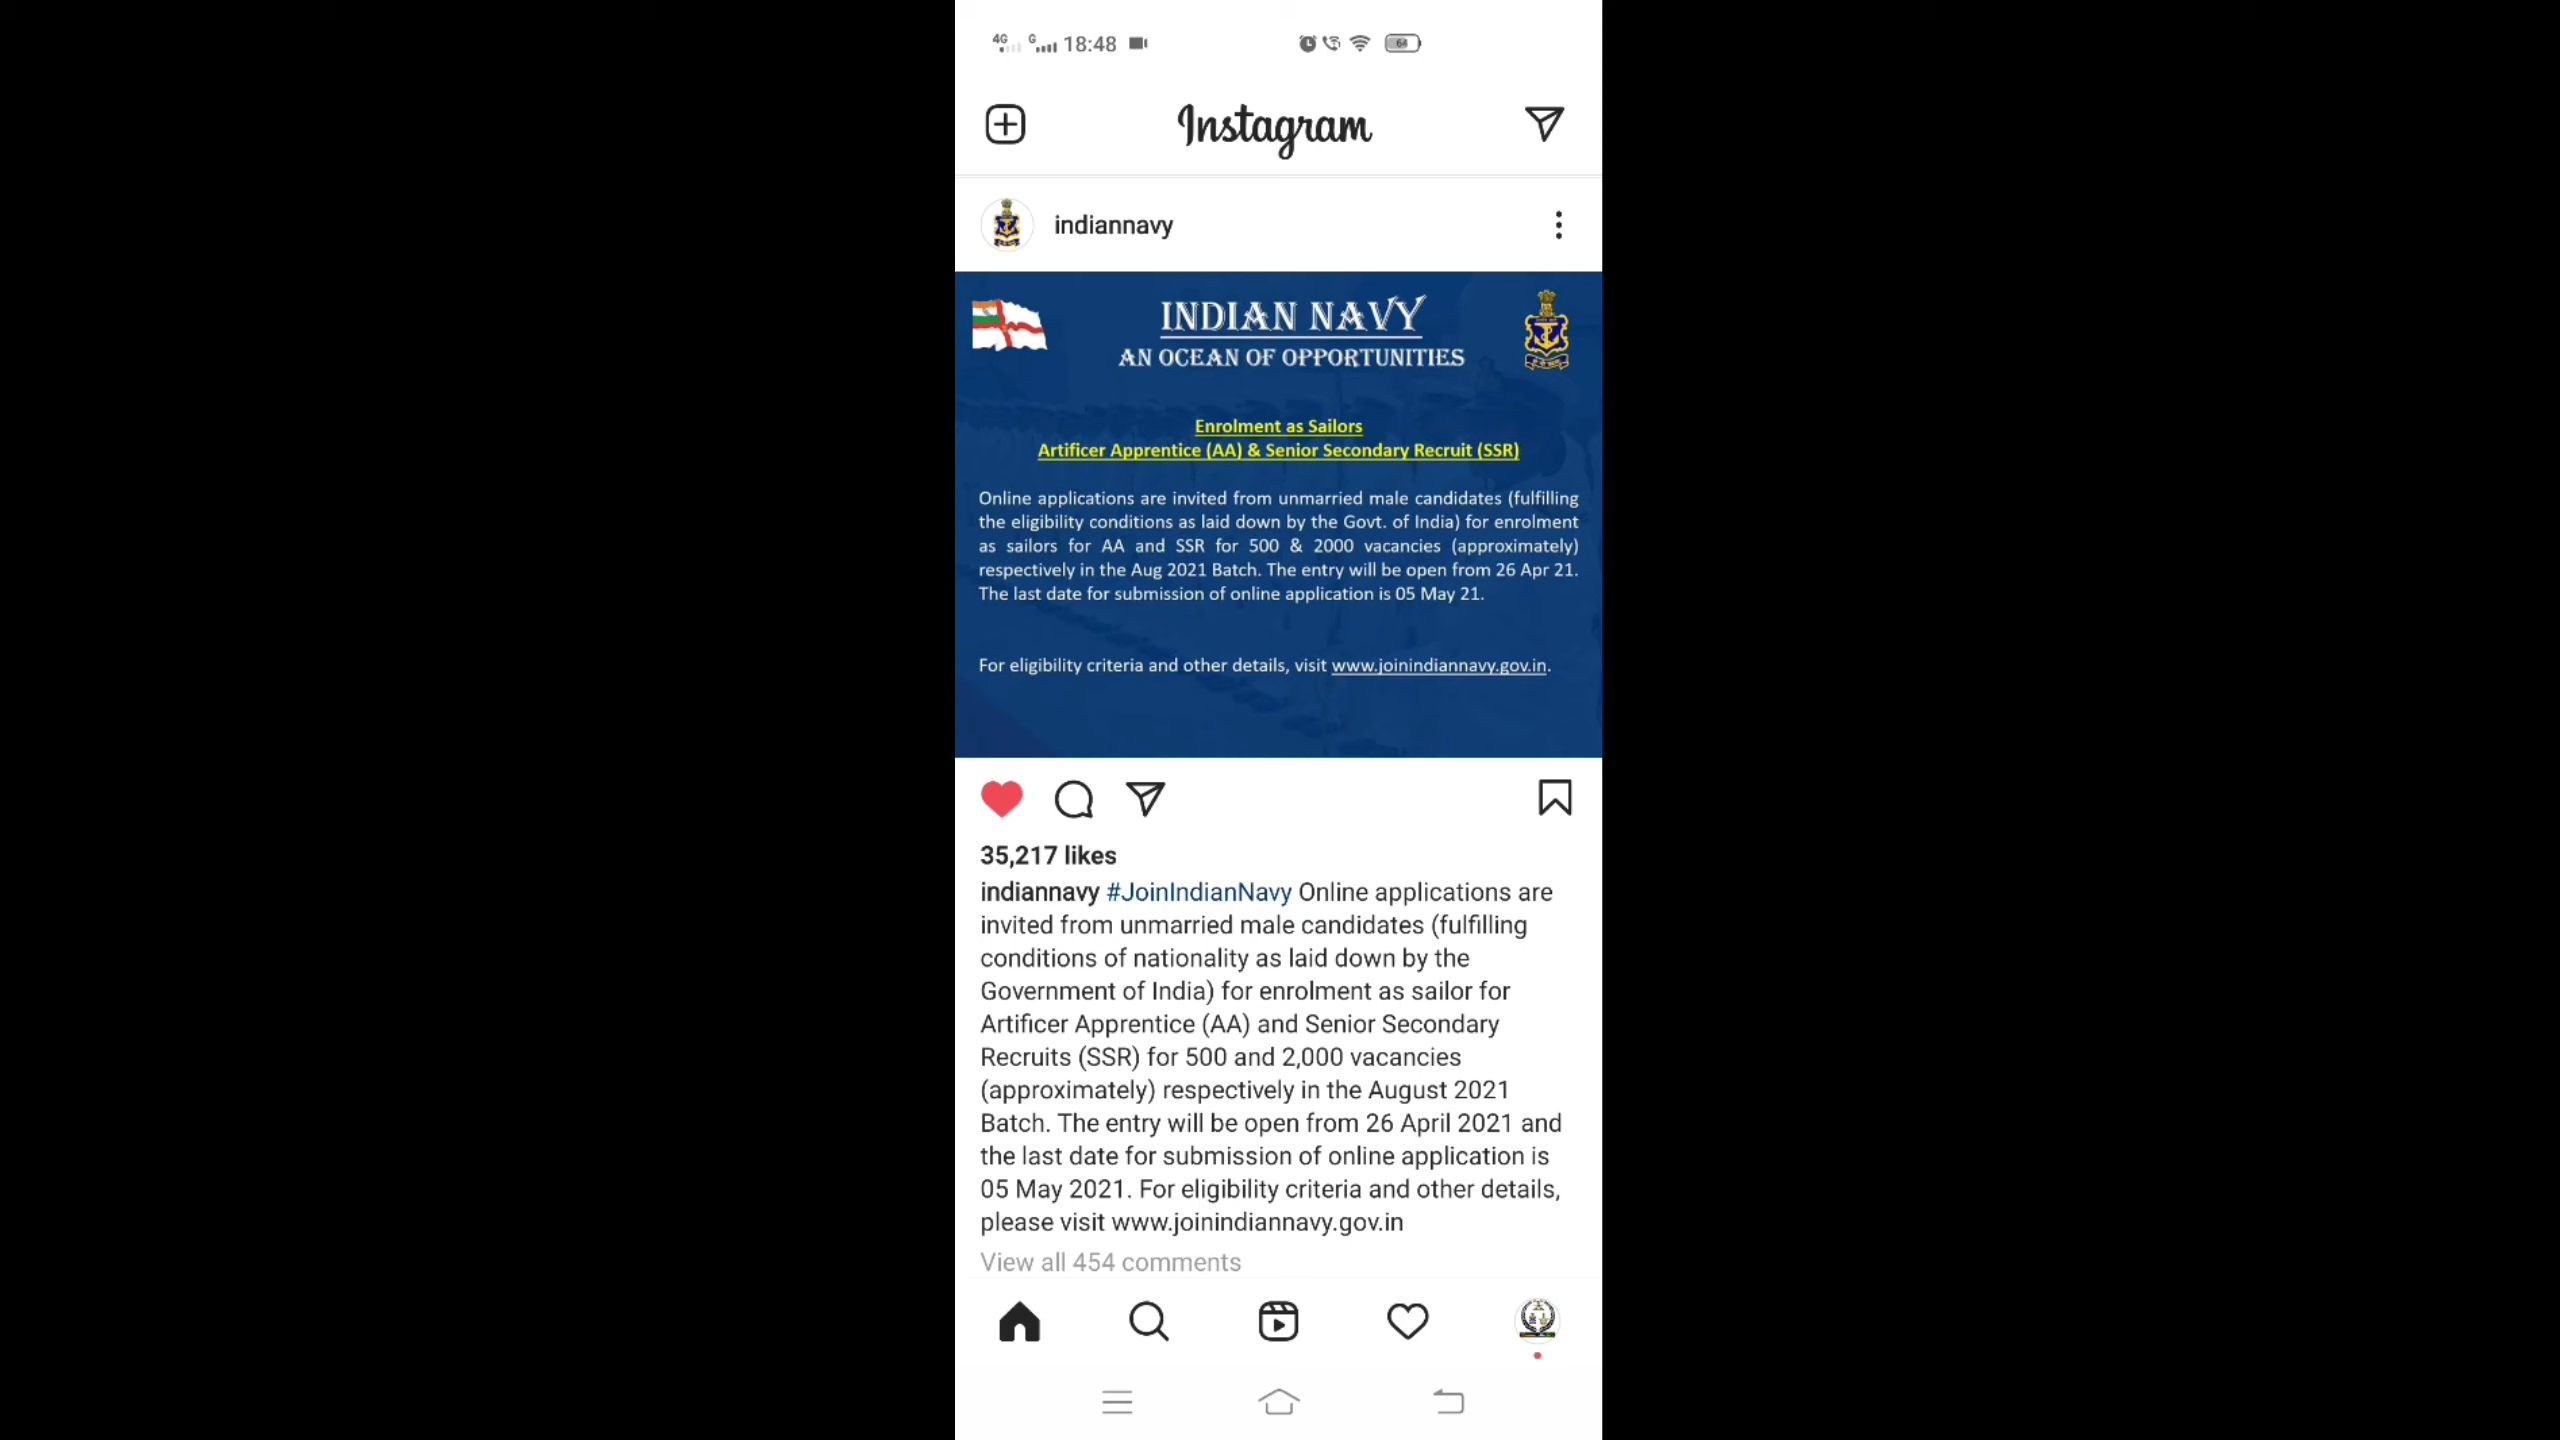 4G G 18:48 64
Instagram
indiannavy
INDIAN NAVY
AN OCEAN OF OPPORTUNITIES
Enrolment as Sailors
Artificer Apprentice (AA) & Senior Secondary Recruit (SSR)
Online applications are invited from unmarried male candidates (fulfilling
the eligibility conditions as laid down by the Govt. of India) for enrolment
as sailors for AA and SSR for 500 & 2000 vacancies (approximately)
respectively in the Aug 2021 Batch. The entry will be open from 26 Apr 21.
The last date for submission of online application is 05 May 21.
For eligibility criteria and other details, visit www.joinindiannavy.gov.in.
35,217 likes
indiannavy #JoinIndianNavy Online applications are
invited from unmarried male candidates (fulfilling
conditions of nationality as laid down by the
Government of India) for enrolment as sailor for
Artificer Apprentice (AA) and Senior Secondary
Recruits (SSR) for 500 and 2,000 vacancies
(approximately) respectively in the August 2021
Batch. The entry will be open from 26 April 2021 and
the last date for submission of online application is
05 May 2021. For eligibility criteria and other details,
please visit www.joinindiannavy.gov.in
View all 454 comments